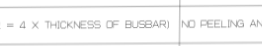 = 4 X THICKNESS OF BUSBAR) NO PEELING AN